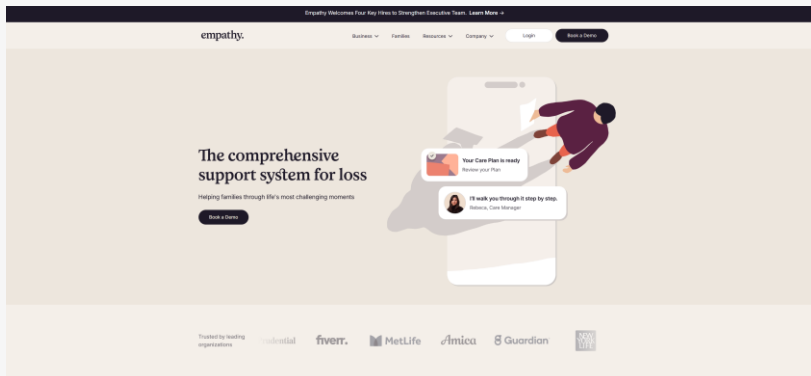 Empathy Welcomes Four Key Hires to Strengthen Executive Team. Learn More →
empathy.
Business
Families
Resources
Company
Login
Book a Demo
The comprehensive
support system for loss
Helping families through life's most challenging moments
Book a Demo
Your Care Plan is ready
Review your Plan
I'll walk you through it step by step.
Rebeca, Care Manager
Trusted by leading
organizations
fiverr.
MetLife
Amica
Guardian